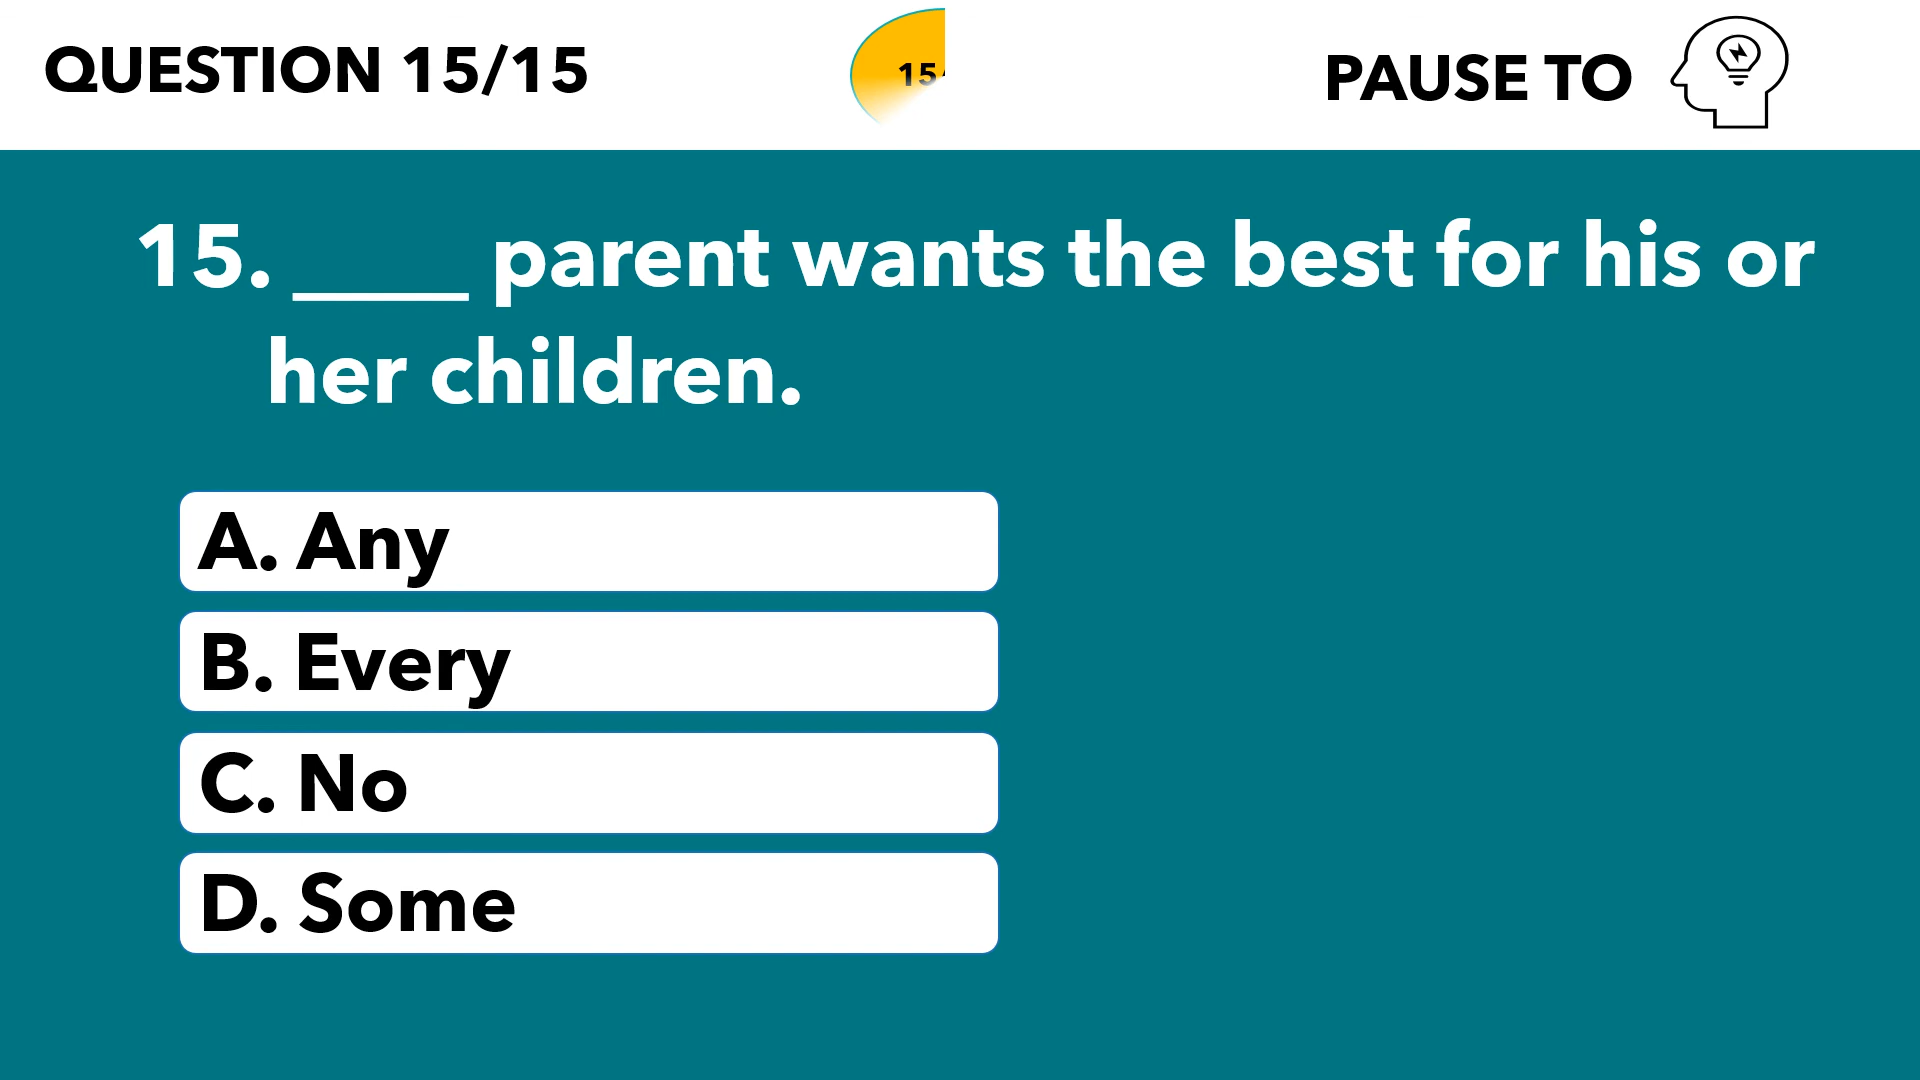 QUESTION 15/15
15
PAUSE TO
15. ____ parent wants the best for his or
her children.
A. Any
B. Every
C. No
D. Some